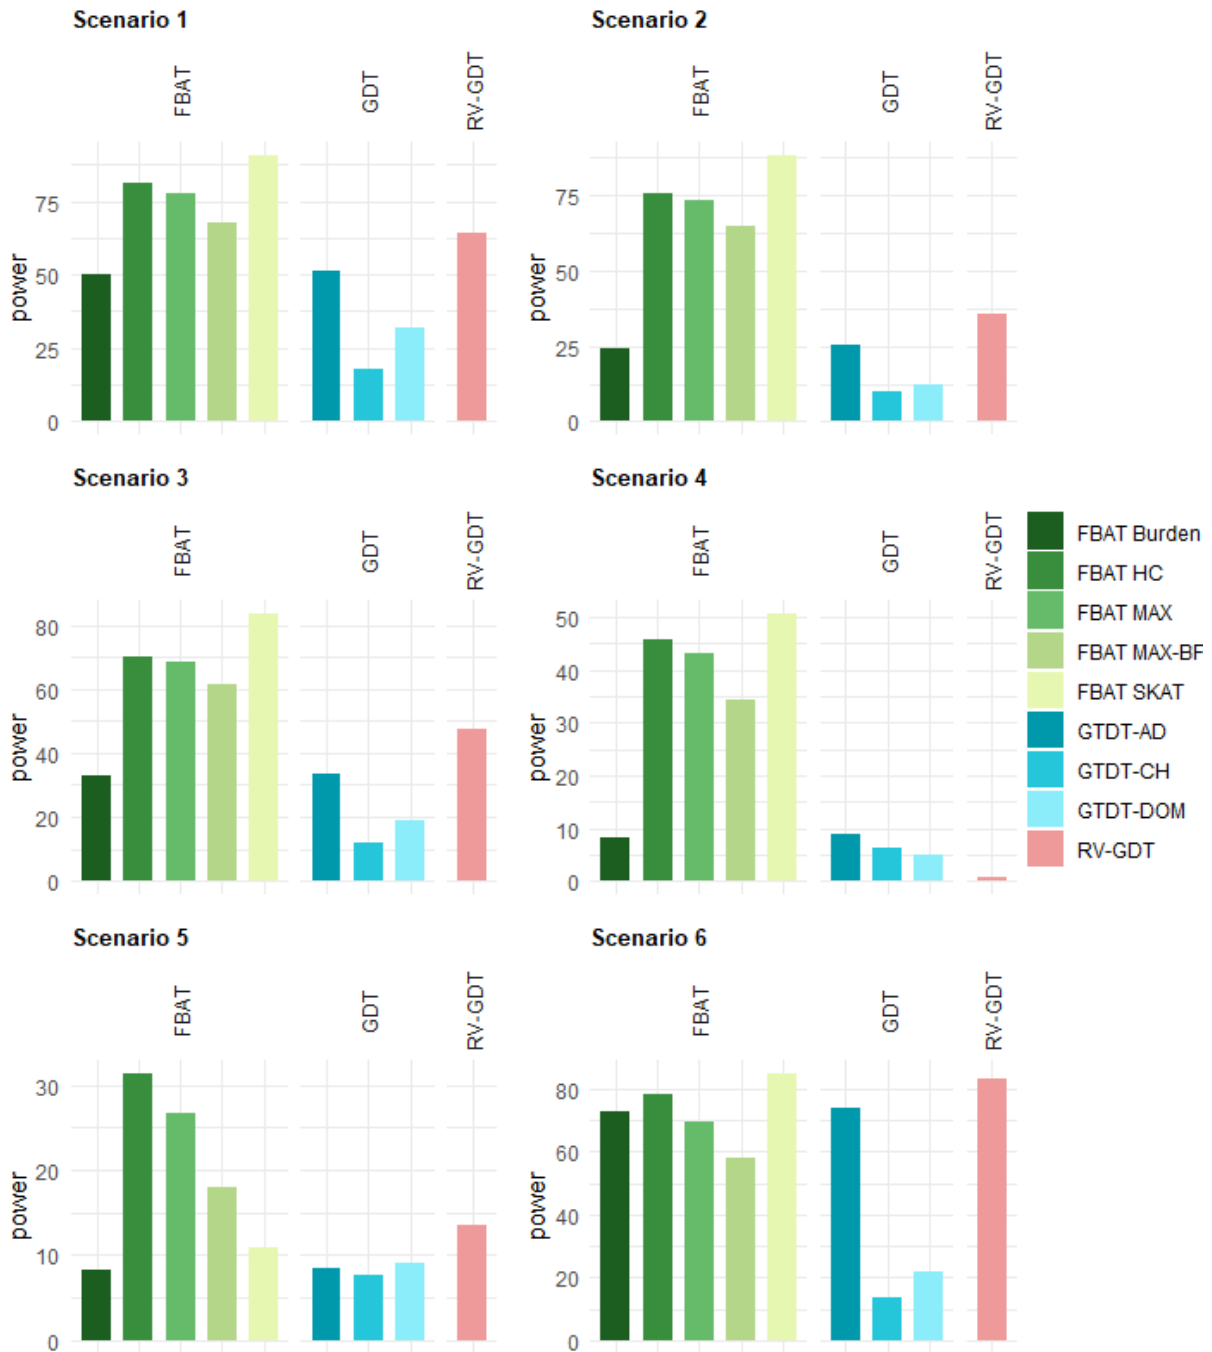 Scenario 1
FBAT
GDT
RV-GDT
power
75
50
25
0
Scenario 2
FBAT
GDT
RV-GDT
power
75
50
25
0
Scenario 3
FBAT
GDT
RV-GDT
power
80
60
40
20
0
Scenario 4
FBAT
GDT
RV-GDT
power
50
40
30
20
10
0
FBAT Burden
FBAT HC
FBAT MAX
FBAT MAX-BF
FBAT SKAT
GTDT-AD
GTDT-CH
GTDT-DOM
RV-GDT
Scenario 5
FBAT
GDT
RV-GDT
power
30
20
10
0
Scenario 6
FBAT
GDT
RV-GDT
power
80
60
40
20
0